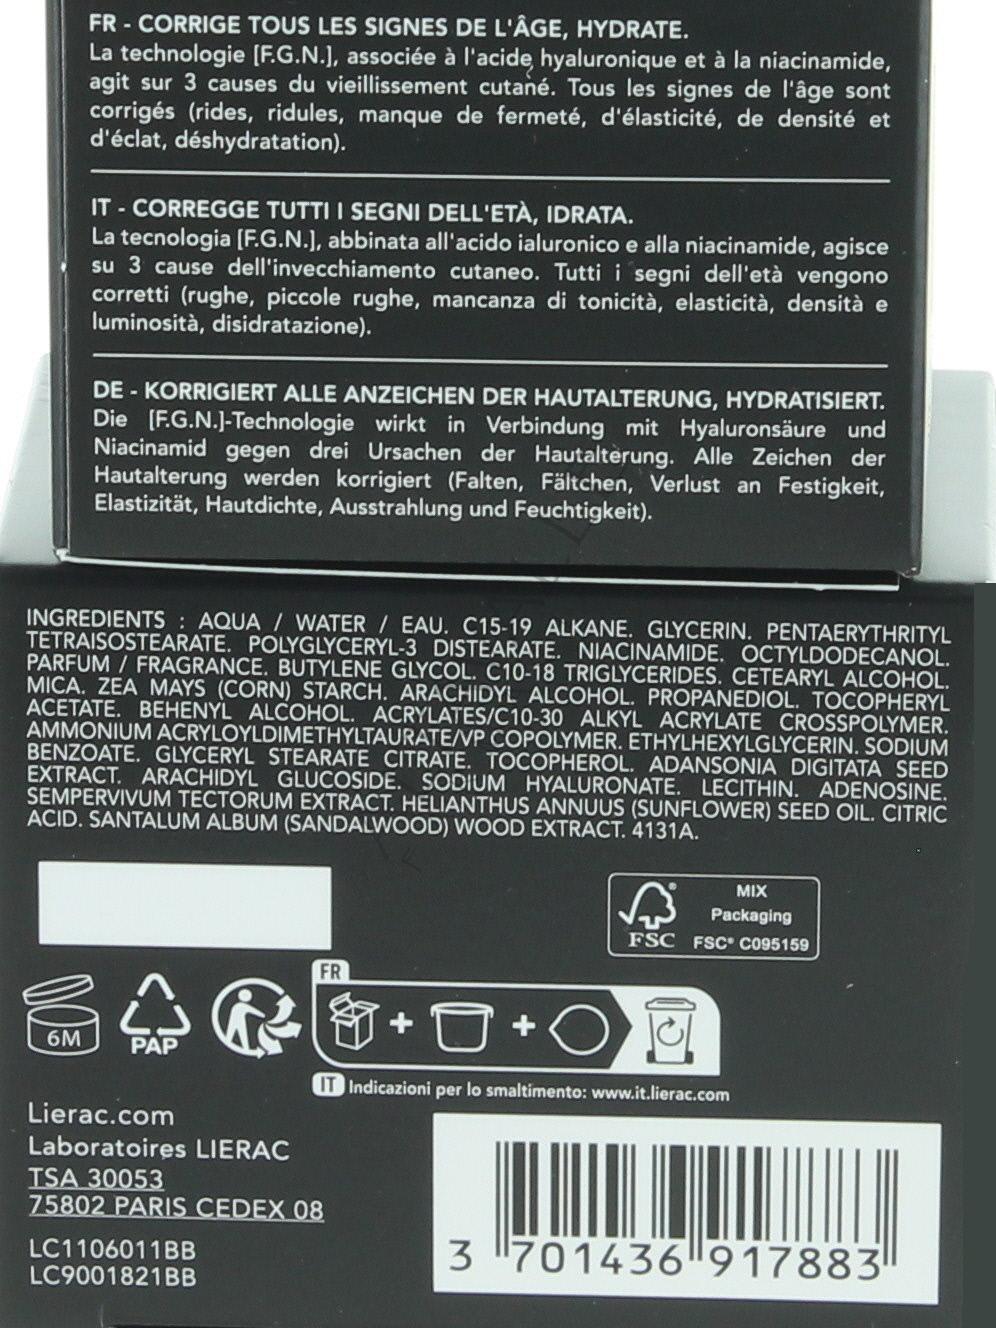 FR - CORRIGE TOUS LES SIGNES DE L'ÂGE, HYDRATE.
La technologie [F.G.N.], associée à l'acide hyaluronique et à la niacinamide,
agit sur 3 causes du vieillissement cutané. Tous les signes de l'âge sont
corrigés (rides, ridules, manque de fermeté, d'élasticité, de densité et
d'éclat, déshydratation).
IT - CORREGGE TUTTI I SEGNI DELL'ETÀ, IDRATA.
La tecnologia [F.G.N.], abbinata all'acido ialuronico e alla niacinamide, agisce
su 3 cause dell'invecchiamento cutaneo. Tutti i segni dell'età vengono
corretti (rughe, piccole rughe, mancanza di tonicità, elasticità, densità e
luminosità, disidratazione).
DE - KORRIGIERT ALLE ANZEICHEN DER HAUTALTERUNG, HYDRATISIERT.
Die [F.G.N.]-Technologie wirkt in Verbindung mit Hyaluronsäure und
Niacinamid gegen drei Ursachen der Hautalterung. Alle Zeichen der
Hautalterung werden korrigiert (Falten, Fältchen, Verlust an Festigkeit,
Elastizität, Hautdichte, Ausstrahlung und Feuchtigkeit).
INGREDIENTS : AQUA / WATER / EAU. C15-19 ALKANE. GLYCERIN. PENTAERYTHRITYL
TETRAISOSTEARATE. POLYGLYCERYL-3 DISTEARATE. NIACINAMIDE. OCTYLDODECANOL.
PARFUM / FRAGRANCE. BUTYLENE GLYCOL. C10-18 TRIGLYCERIDES. CETEARYL ALCOHOL.
MICA. ZEA MAYS (CORN) STARCH. ARACHIDYL ALCOHOL. PROPANEDIOL. TOCOPHERYL
ACETATE. BEHENYL ALCOHOL. ACRYLATES/C10-30 ALKYL ACRYLATE CROSSPOLYMER.
AMMONIUM ACRYLOYLDIMETHYLTAURATE/VP COPOLYMER. ETHYLHEXYLGLYCERIN. SODIUM
BENZOATE. GLYCERYL STEARATE CITRATE. TOCOPHEROL. ADANSONIA DIGITATA SEED
EXTRACT. ARACHIDYL GLUCOSIDE. SODIUM HYALURONATE. LECITHIN. ADENOSINE.
SEMPERVIVUM TECTORUM EXTRACT. HELIANTHUS ANNUUS (SUNFLOWER) SEED OIL. CITRIC
ACID. SANTALUM ALBUM (SANDALWOOD) WOOD EXTRACT. 4131A.
FSC
MIX
Packaging
FSC® C095159
6M
PAP
FR
IT Indicazioni per lo smaltimento: www.it.lierac.com
Lierac.com
Laboratoires LIERAC
TSA 30053
75802 PARIS CEDEX 08
LC1106011BB
LC9001821BB
3 701436 917883